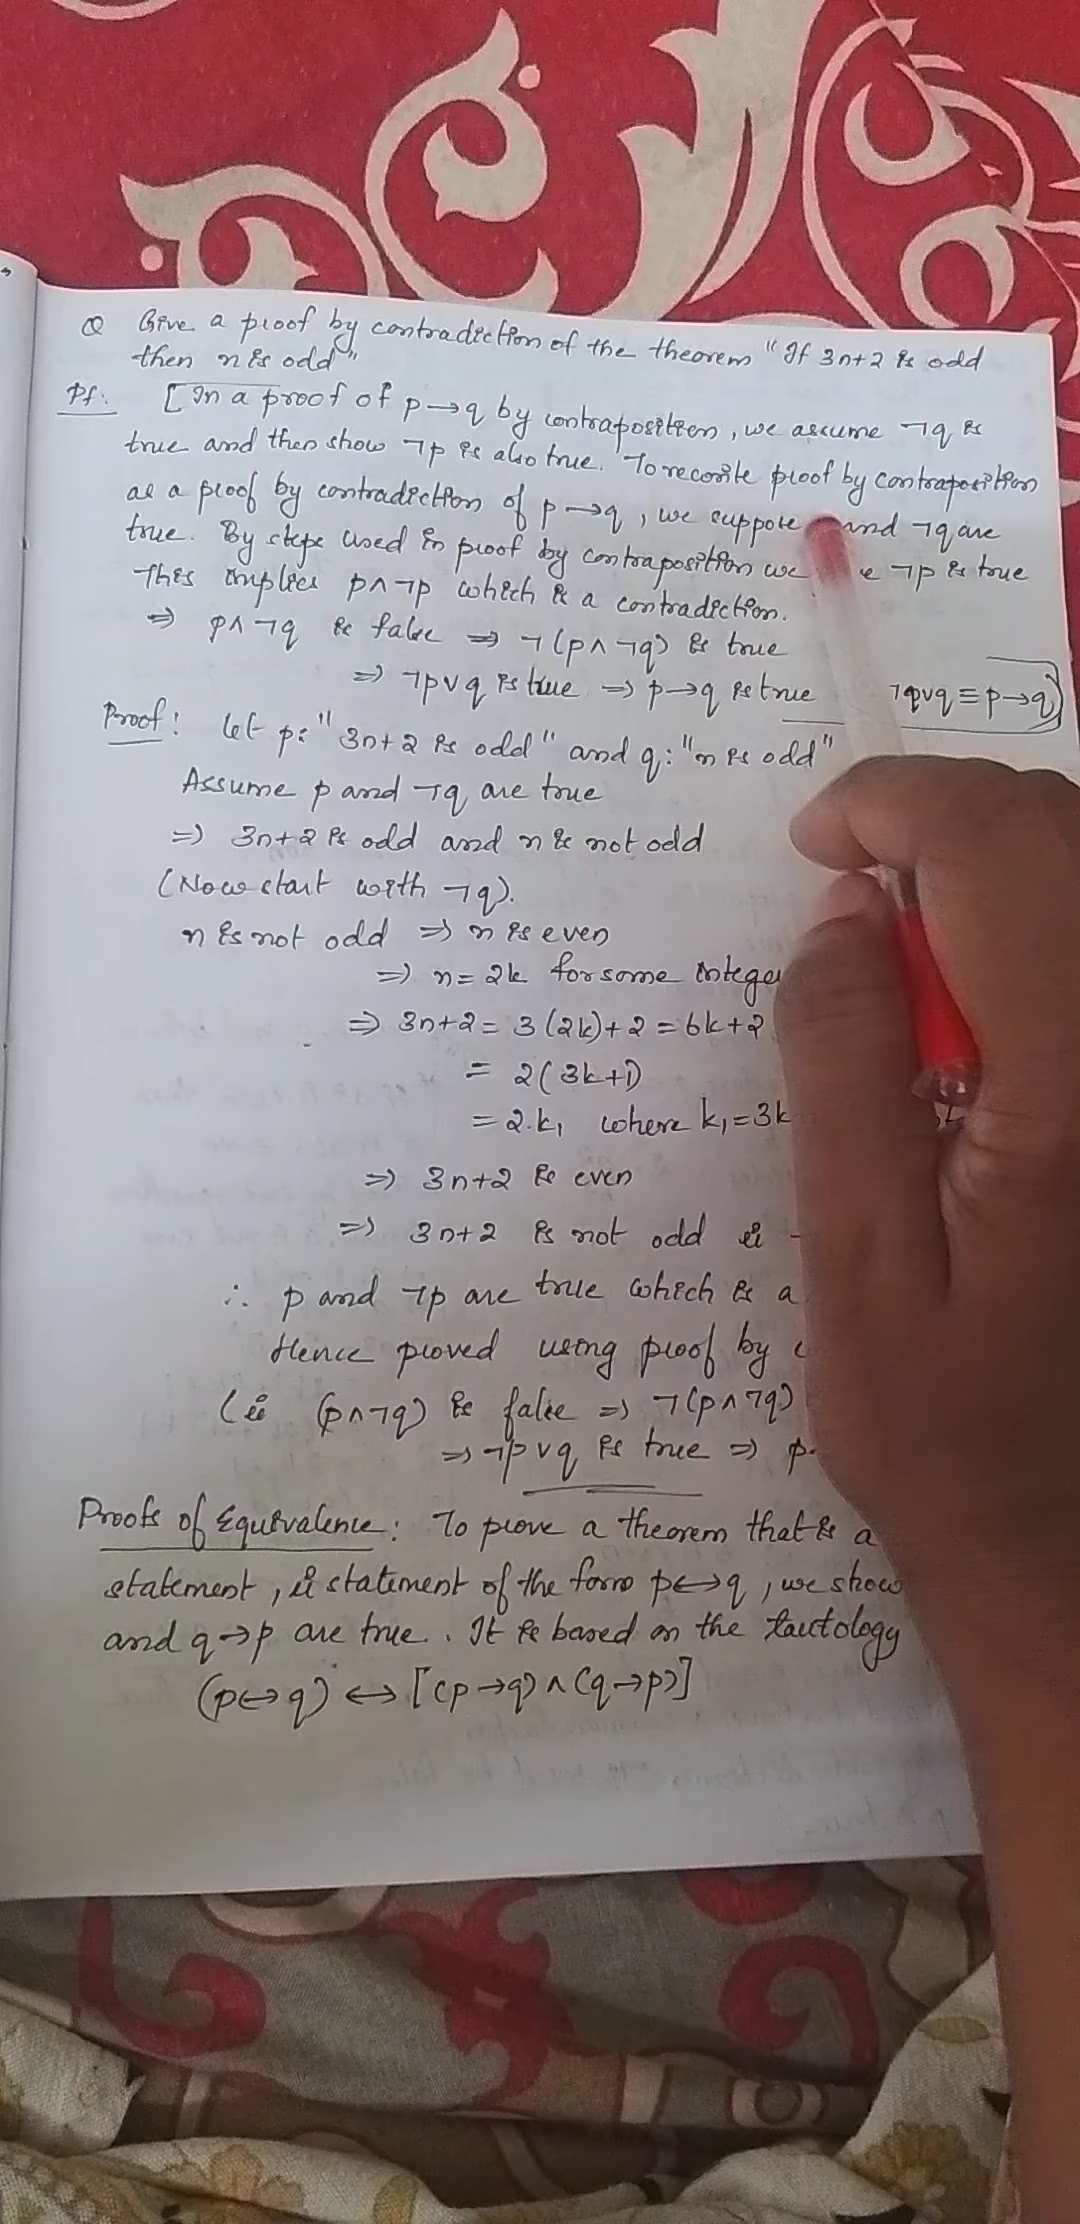 Q Give a proof by contradiction of the theorem "If 3n+2 is odd
then n is odd"
Pf: [In a proof of p→q by contraposition, we assume ¬q is
true and then show ¬p is also true. To rewrite proof by contraposition
as a proof by contradiction of p→q, we suppose and ¬q are
true. By steps used in proof by contraposition we ¬p is true
This implies p∧¬p which is a contradiction.
⇒ p∧¬q is false ⇒ ¬(p∧¬q) is true
⇒ ¬p∨q is true ⇒ p→q is true ¬p∨q ≡ p→q]
Proof: Let p: "3n+2 is odd" and q: "n is odd"
Assume p and ¬q are true
⇒ 3n+2 is odd and n is not odd
(Now start with ¬q).
n is not odd ⇒ n is even
⇒ n = 2k for some intege
⇒ 3n+2 = 3(2k)+2 = 6k+2
= 2(3k+1)
= 2.k₁ where k₁=3k
⇒ 3n+2 is even
⇒ 3n+2 is not odd ie
∴ p and ¬p are true which is a
Hence proved using proof by
(ie (p∧¬q) is false ⇒ ¬(p∧¬q)
⇒ ¬p∨q is true ⇒ p
Proofs of Equivalence: To prove a theorem that is a
statement, ie statement of the form p↔q, we show
and q→p are true. It is based on the tautology
(p↔q) ↔ [(p→q)∧(q→p)]